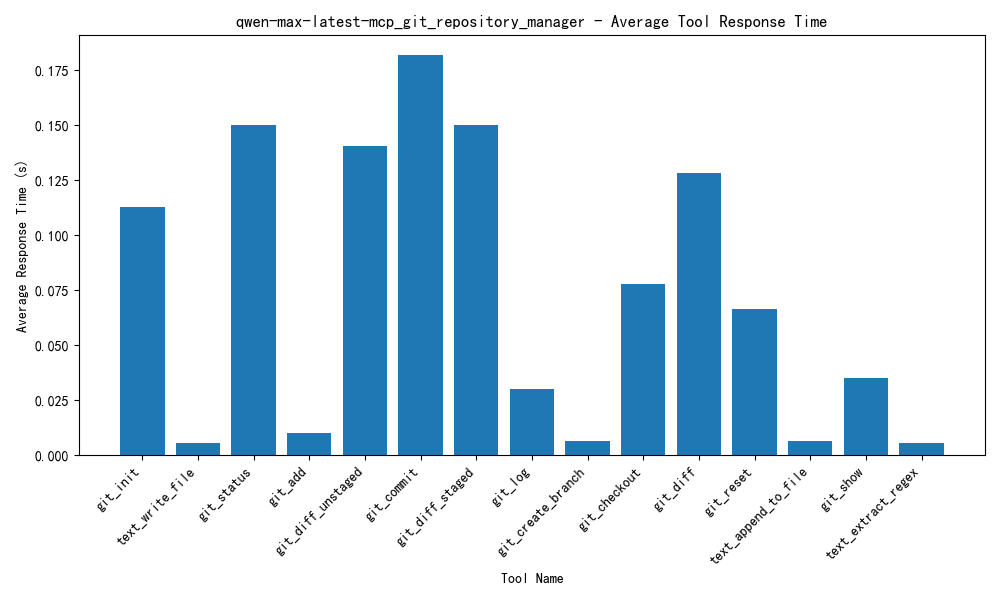 qwen-max-latest-mcp_git_repository_manager - Average Tool Response Time
Average Response Time (s)
0.175
0.150
0.125
0.100
0.075
0.050
0.025
0.000
git_init
text_write_file
git_status
git_add
git_diff_unstaged
git_commit
git_diff_staged
git_log
git_create_branch
git_checkout
git_diff
git_reset
text_append_to_file
git_show
text_extract_regex
Tool Name